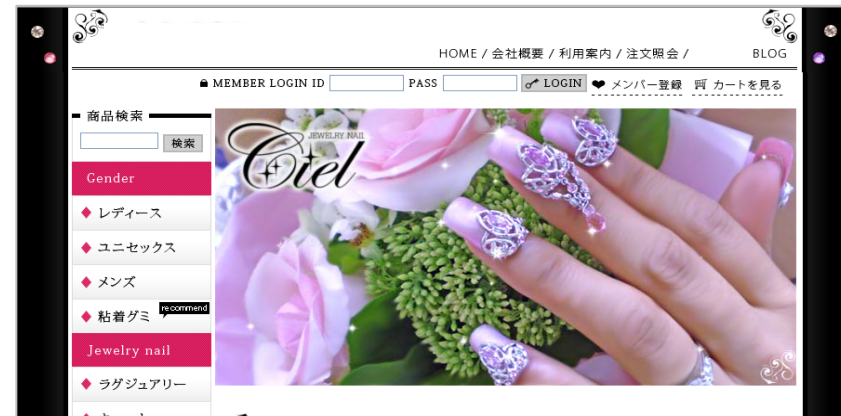 HOME / 会社概要 / 利用案内 / 注文照会 / BLOG
MEMBER LOGIN ID PASS LOGIN メンバー登録 カートを見る
商品検索
検索
JEWELRY NAIL
Ciel
Gender
レディース
ユニセックス
メンズ
粘着グミ recommend
Jewelry nail
ラグジュアリー